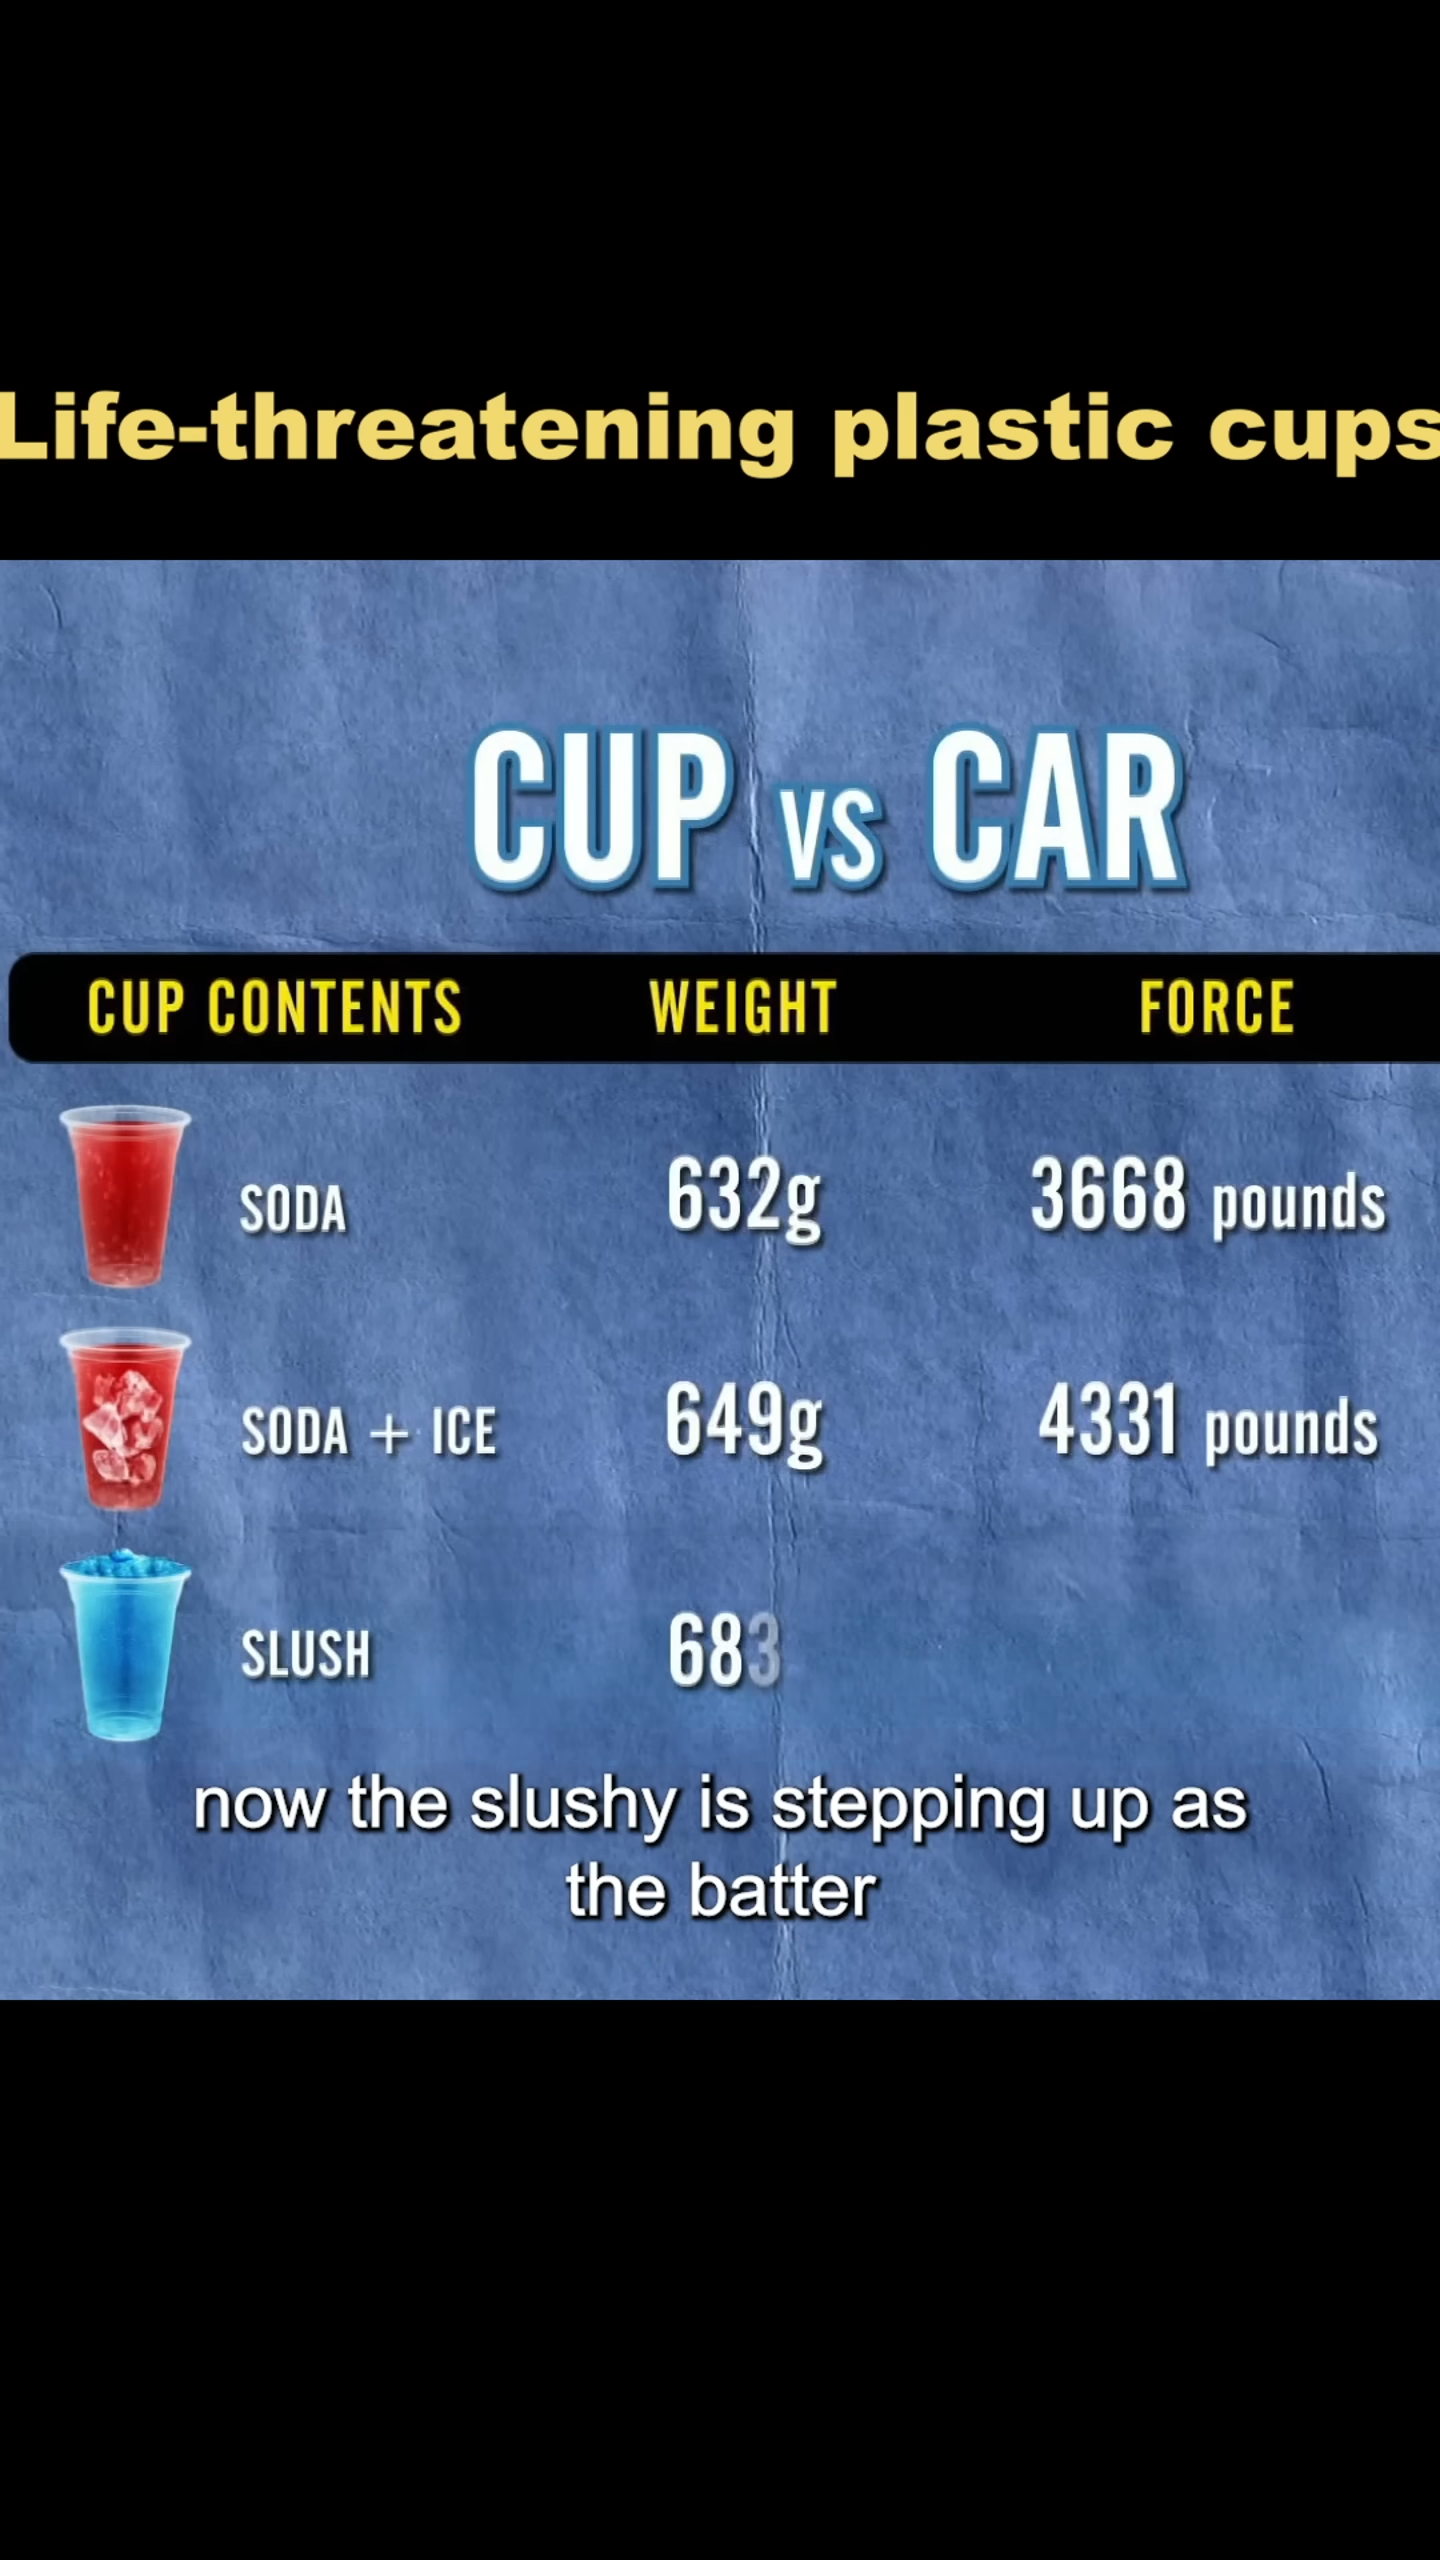 Life-threatening plastic cups
CUP VS CAR
CUP CONTENTS WEIGHT FORCE
SODA 632g 3668 pounds
SODA + ICE 649g 4331 pounds
SLUSH 683
now the slushy is stepping up as
the batter